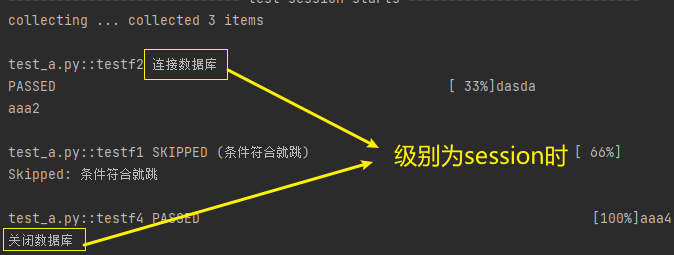 test session starts
collecting ... collected 3 items
test_a.py::testf2 连接数据库
PASSED [ 33%]dasda
aaa2
test_a.py::testf1 SKIPPED (条件符合就跳) [ 66%]
Skipped: 条件符合就跳
级别为session时
test_a.py::testf4 PASSED [100%]aaa4
关闭数据库